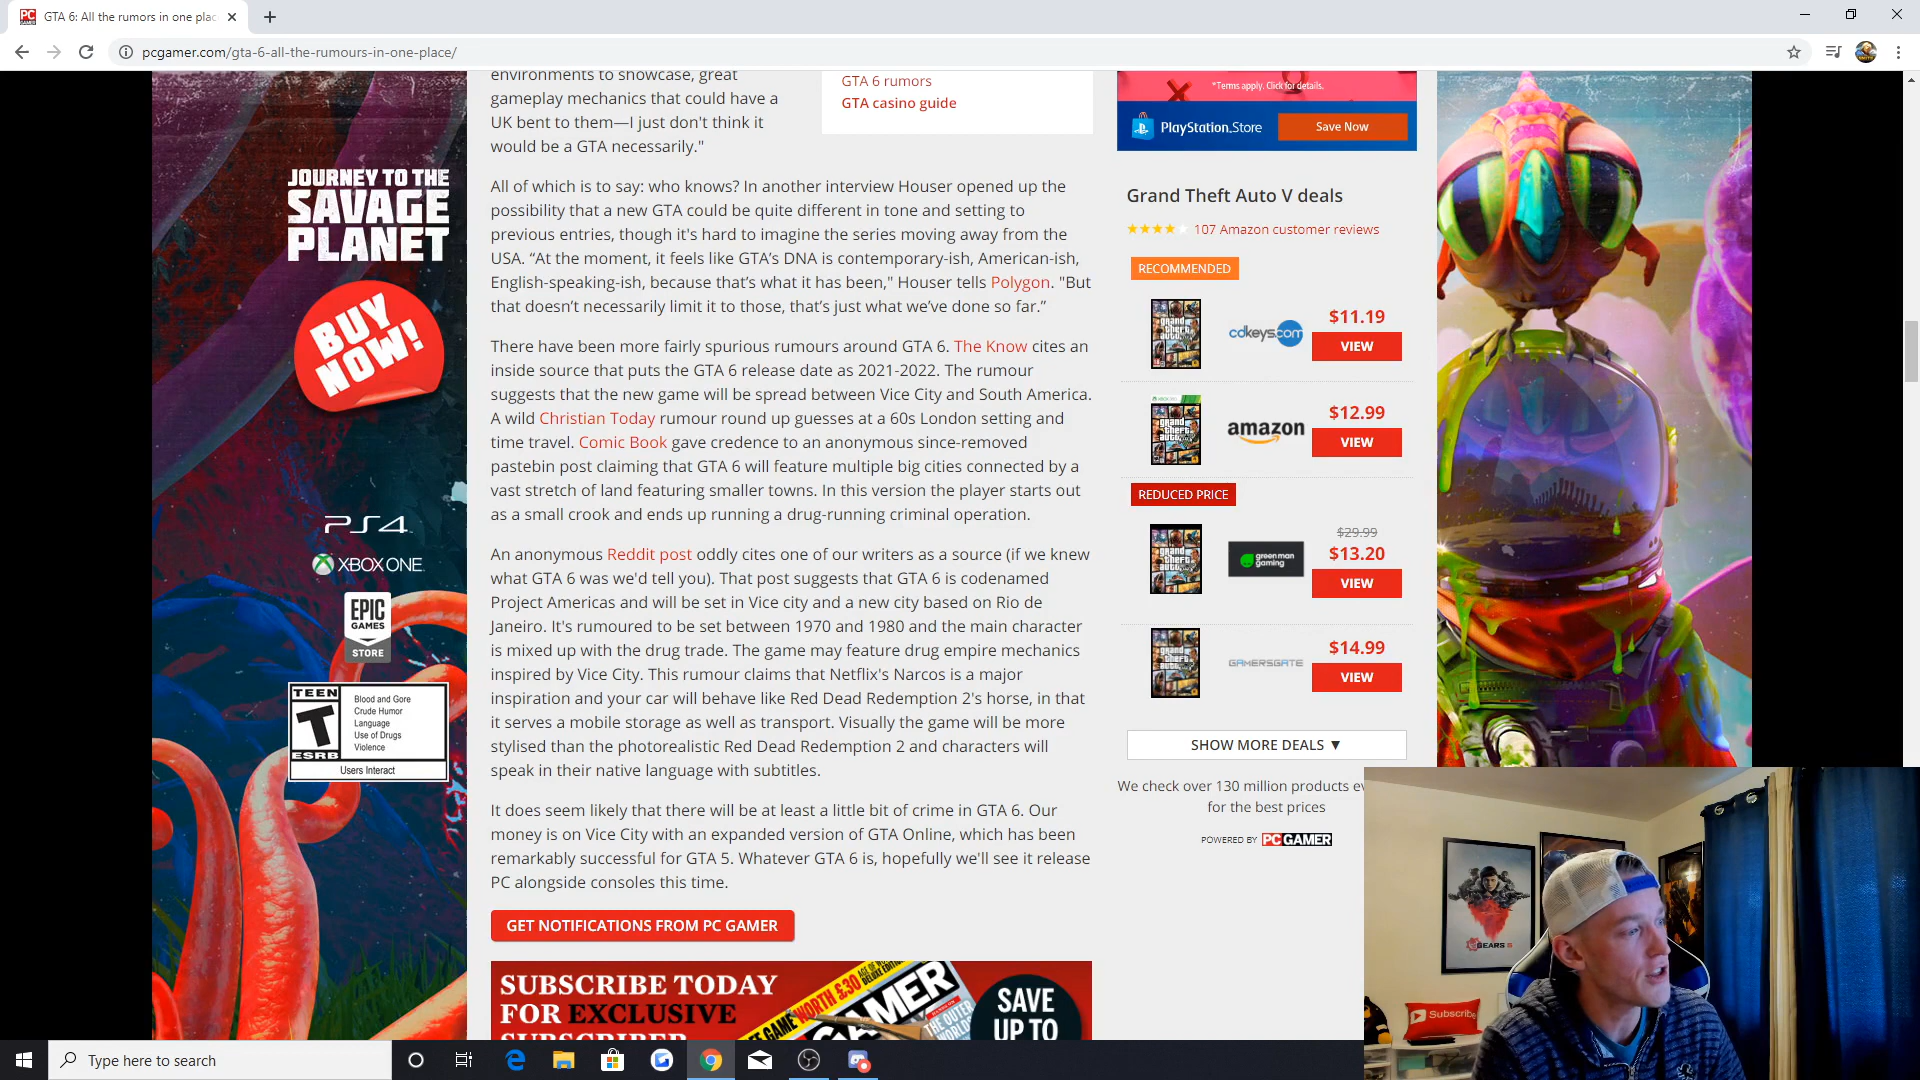 GTA 6: All the rumors in one plac
pcgamer.com/gta-6-all-the-rumours-in-one-place/
JOURNEY TO THE
SAVAGE
PLANET
BUY
NOW!
PS4
XBOX ONE
EPIC
GAMES
STORE
TEEN
T
ESRB
Blood and Gore
Crude Humor
Language
Use of Drugs
Violence
Users Interact
environments to showcase, great
gameplay mechanics that could have a
UK bent to them—I just don't think it
would be a GTA necessarily."
GTA 6 rumors
GTA casino guide
All of which is to say: who knows? In another interview Houser opened up the
possibility that a new GTA could be quite different in tone and setting to
previous entries, though it's hard to imagine the series moving away from the
USA. “At the moment, it feels like GTA’s DNA is contemporary-ish, American-ish,
English-speaking-ish, because that’s what it has been," Houser tells Polygon. "But
that doesn’t necessarily limit it to those, that’s just what we’ve done so far.”
There have been more fairly spurious rumours around GTA 6. The Know cites an
inside source that puts the GTA 6 release date as 2021-2022. The rumour
suggests that the new game will be spread between Vice City and South America.
A wild Christian Today rumour round up guesses at a 60s London setting and
time travel. Comic Book gave credence to an anonymous since-removed
pastebin post claiming that GTA 6 will feature multiple big cities connected by a
vast stretch of land featuring smaller towns. In this version the player starts out
as a small crook and ends up running a drug-running criminal operation.
An anonymous Reddit post oddly cites one of our writers as a source (if we knew
what GTA 6 was we'd tell you). That post suggests that GTA 6 is codenamed
Project Americas and will be set in Vice city and a new city based on Rio de
Janeiro. It's rumoured to be set between 1970 and 1980 and the main character
is mixed up with the drug trade. The game may feature drug empire mechanics
inspired by Vice City. This rumour claims that Netflix's Narcos is a major
inspiration and your car will behave like Red Dead Redemption 2's horse, in that
it serves a mobile storage as well as transport. Visually the game will be more
stylised than the photorealistic Red Dead Redemption 2 and characters will
speak in their native language with subtitles.
It does seem likely that there will be at least a little bit of crime in GTA 6. Our
money is on Vice City with an expanded version of GTA Online, which has been
remarkably successful for GTA 5. Whatever GTA 6 is, hopefully we'll see it release
PC alongside consoles this time.
GET NOTIFICATIONS FROM PC GAMER
SUBSCRIBE TODAY
FOR EXCLUSIVE
SUBSCRIBER
GAME WORTH £30
GAMER
THE OUTER
SAVE
UP TO
*Terms apply. Click for details.
PlayStation.Store
Save Now
Grand Theft Auto V deals
107 Amazon customer reviews
RECOMMENDED
cdkeys.com
$11.19
VIEW
amazon
$12.99
VIEW
REDUCED PRICE
green man
gaming
$29.99
$13.20
VIEW
GAMERSGATE
$14.99
VIEW
SHOW MORE DEALS ▼
We check over 130 million products ev
for the best prices
POWERED BY PC GAMER
GEARS 5
Subscribe
Type here to search